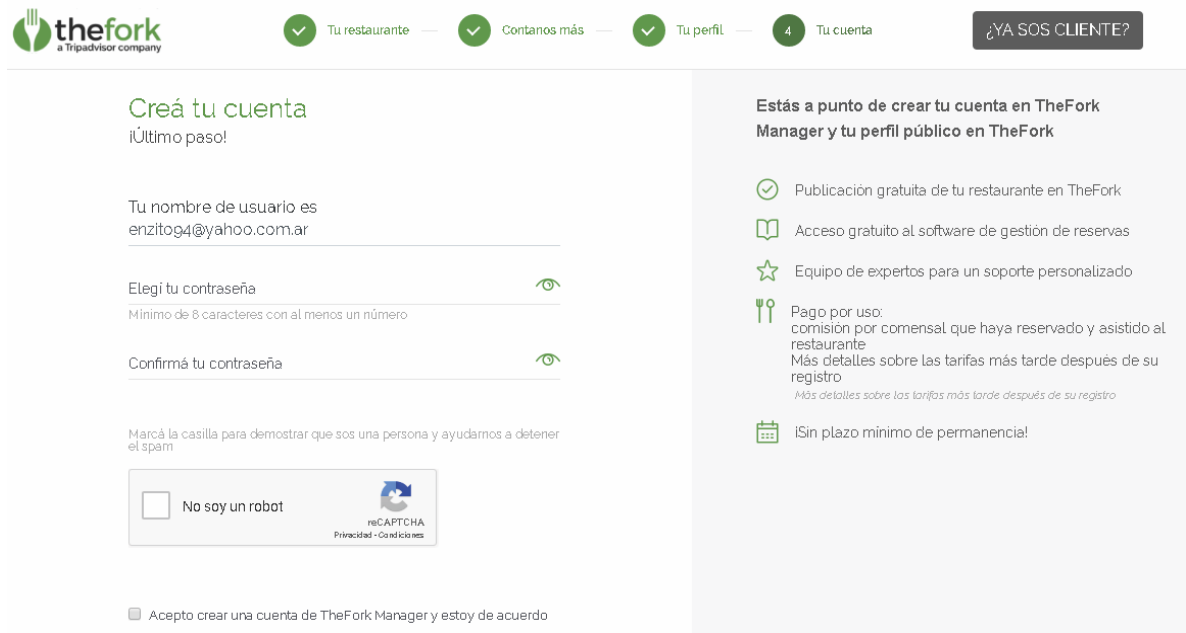 thefork
a Tripadvisor company
Tu restaurante
Contanos más
Tu perfil
4
Tu cuenta
¿YA SOS CLIENTE?
Creá tu cuenta
¡Último paso!
Tu nombre de usuario es
enzito94@yahoo.com.ar
Elegí tu contraseña
Mínimo de 8 caracteres con al menos un número
Confirmá tu contraseña
Marcá la casilla para demostrar que sos una persona y ayudarnos a detener
el spam
No soy un robot
reCAPTCHA
Privacidad - Condiciones
Acepto crear una cuenta de TheFork Manager y estoy de acuerdo
Estás a punto de crear tu cuenta en TheFork
Manager y tu perfil público en TheFork
Publicación gratuita de tu restaurante en TheFork
Acceso gratuito al software de gestión de reservas
Equipo de expertos para un soporte personalizado
Pago por uso:
comisión por comensal que haya reservado y asistido al
restaurante
Más detalles sobre las tarifas más tarde después de su
registro
Más detalles sobre las tarifas más tarde después de su registro
¡Sin plazo mínimo de permanencia!